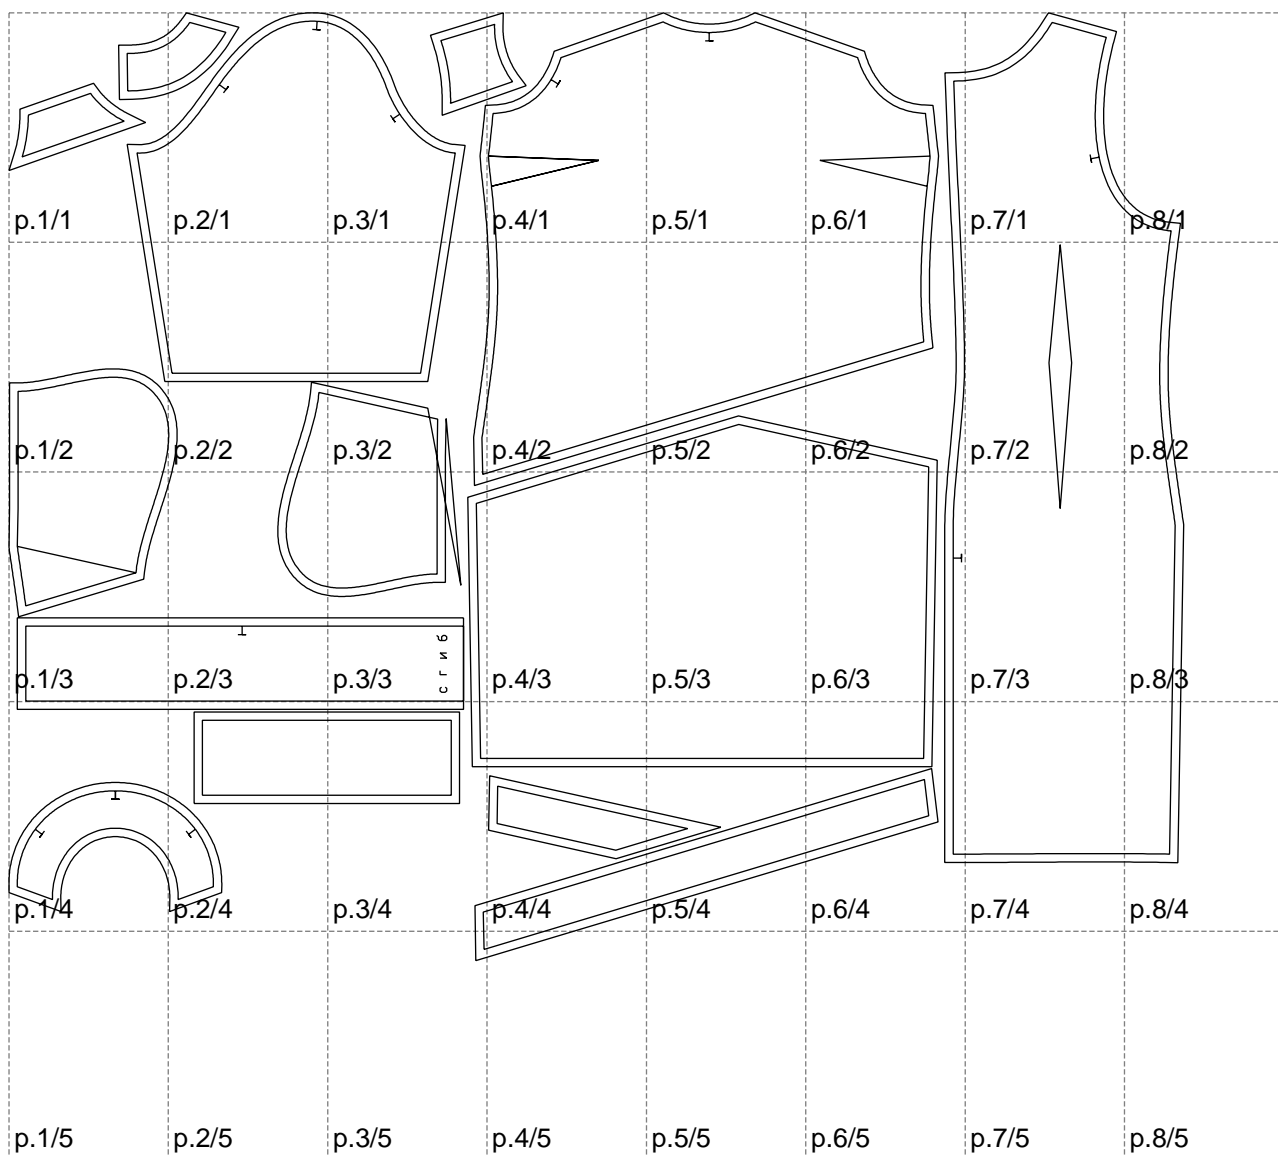 p.1/1 p.2/1 p.3/1 p.4/1 p.5/1 p.6/1 p.7/1 p.8/1
p.1/2 p.2/2 p.3/2 p.4/2 p.5/2 p.6/2 p.7/2 p.8/2
сгиб
p.1/3 p.2/3 p.3/3 p.4/3 p.5/3 p.6/3 p.7/3 p.8/3
p.1/4 p.2/4 p.3/4 p.4/4 p.5/4 p.6/4 p.7/4 p.8/4
p.1/5 p.2/5 p.3/5 p.4/5 p.5/5 p.6/5 p.7/5 p.8/5